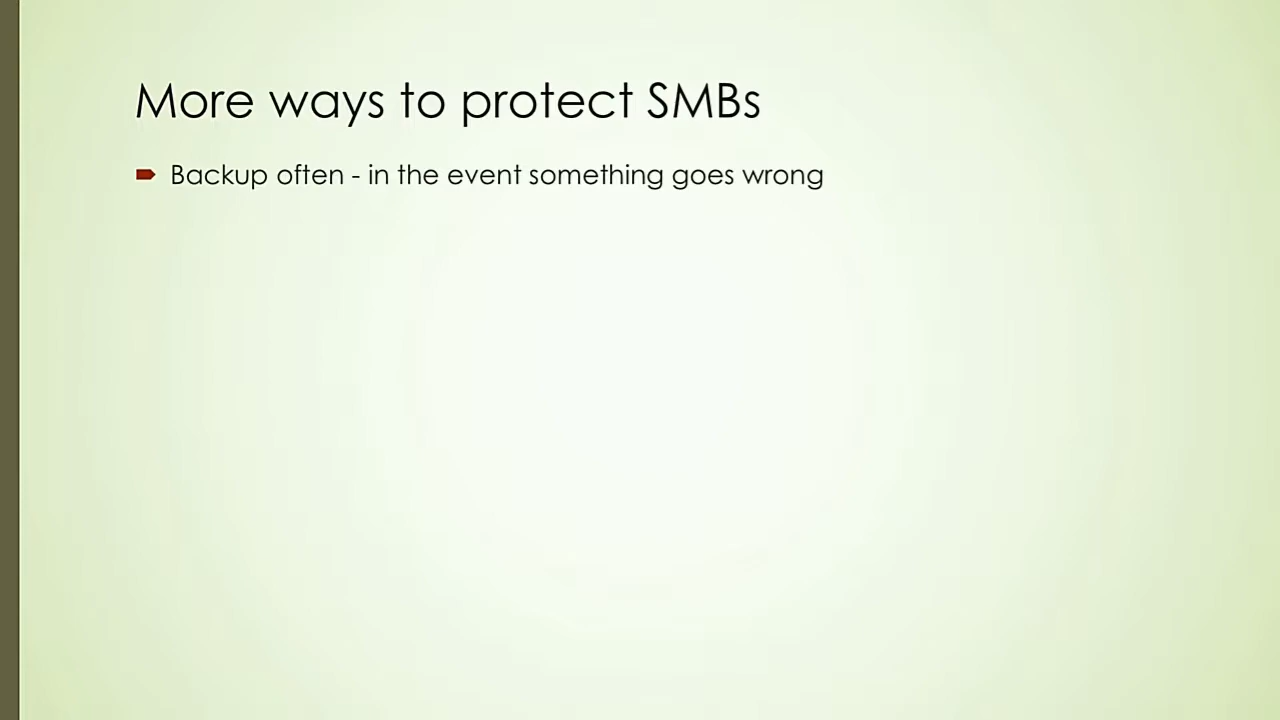 More ways to protect SMBs
Backup often - in the event something goes wrong